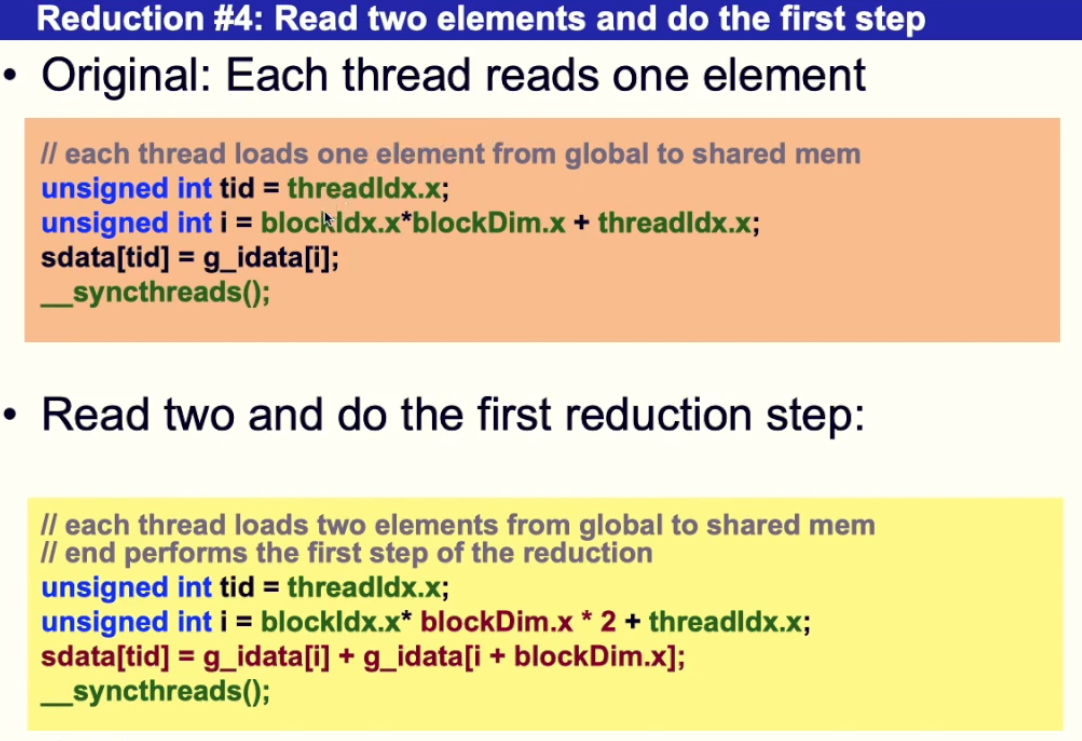 Reduction #4: Read two elements and do the first step
• Original: Each thread reads one element
// each thread loads one element from global to shared mem
unsigned int tid = threadIdx.x;
unsigned int i = blockIdx.x*blockDim.x + threadIdx.x;
sdata[tid] = g_idata[i];
__syncthreads();
• Read two and do the first reduction step:
// each thread loads two elements from global to shared mem
// end performs the first step of the reduction
unsigned int tid = threadIdx.x;
unsigned int i = blockIdx.x* blockDim.x * 2 + threadIdx.x;
sdata[tid] = g_idata[i] + g_idata[i + blockDim.x];
__syncthreads();